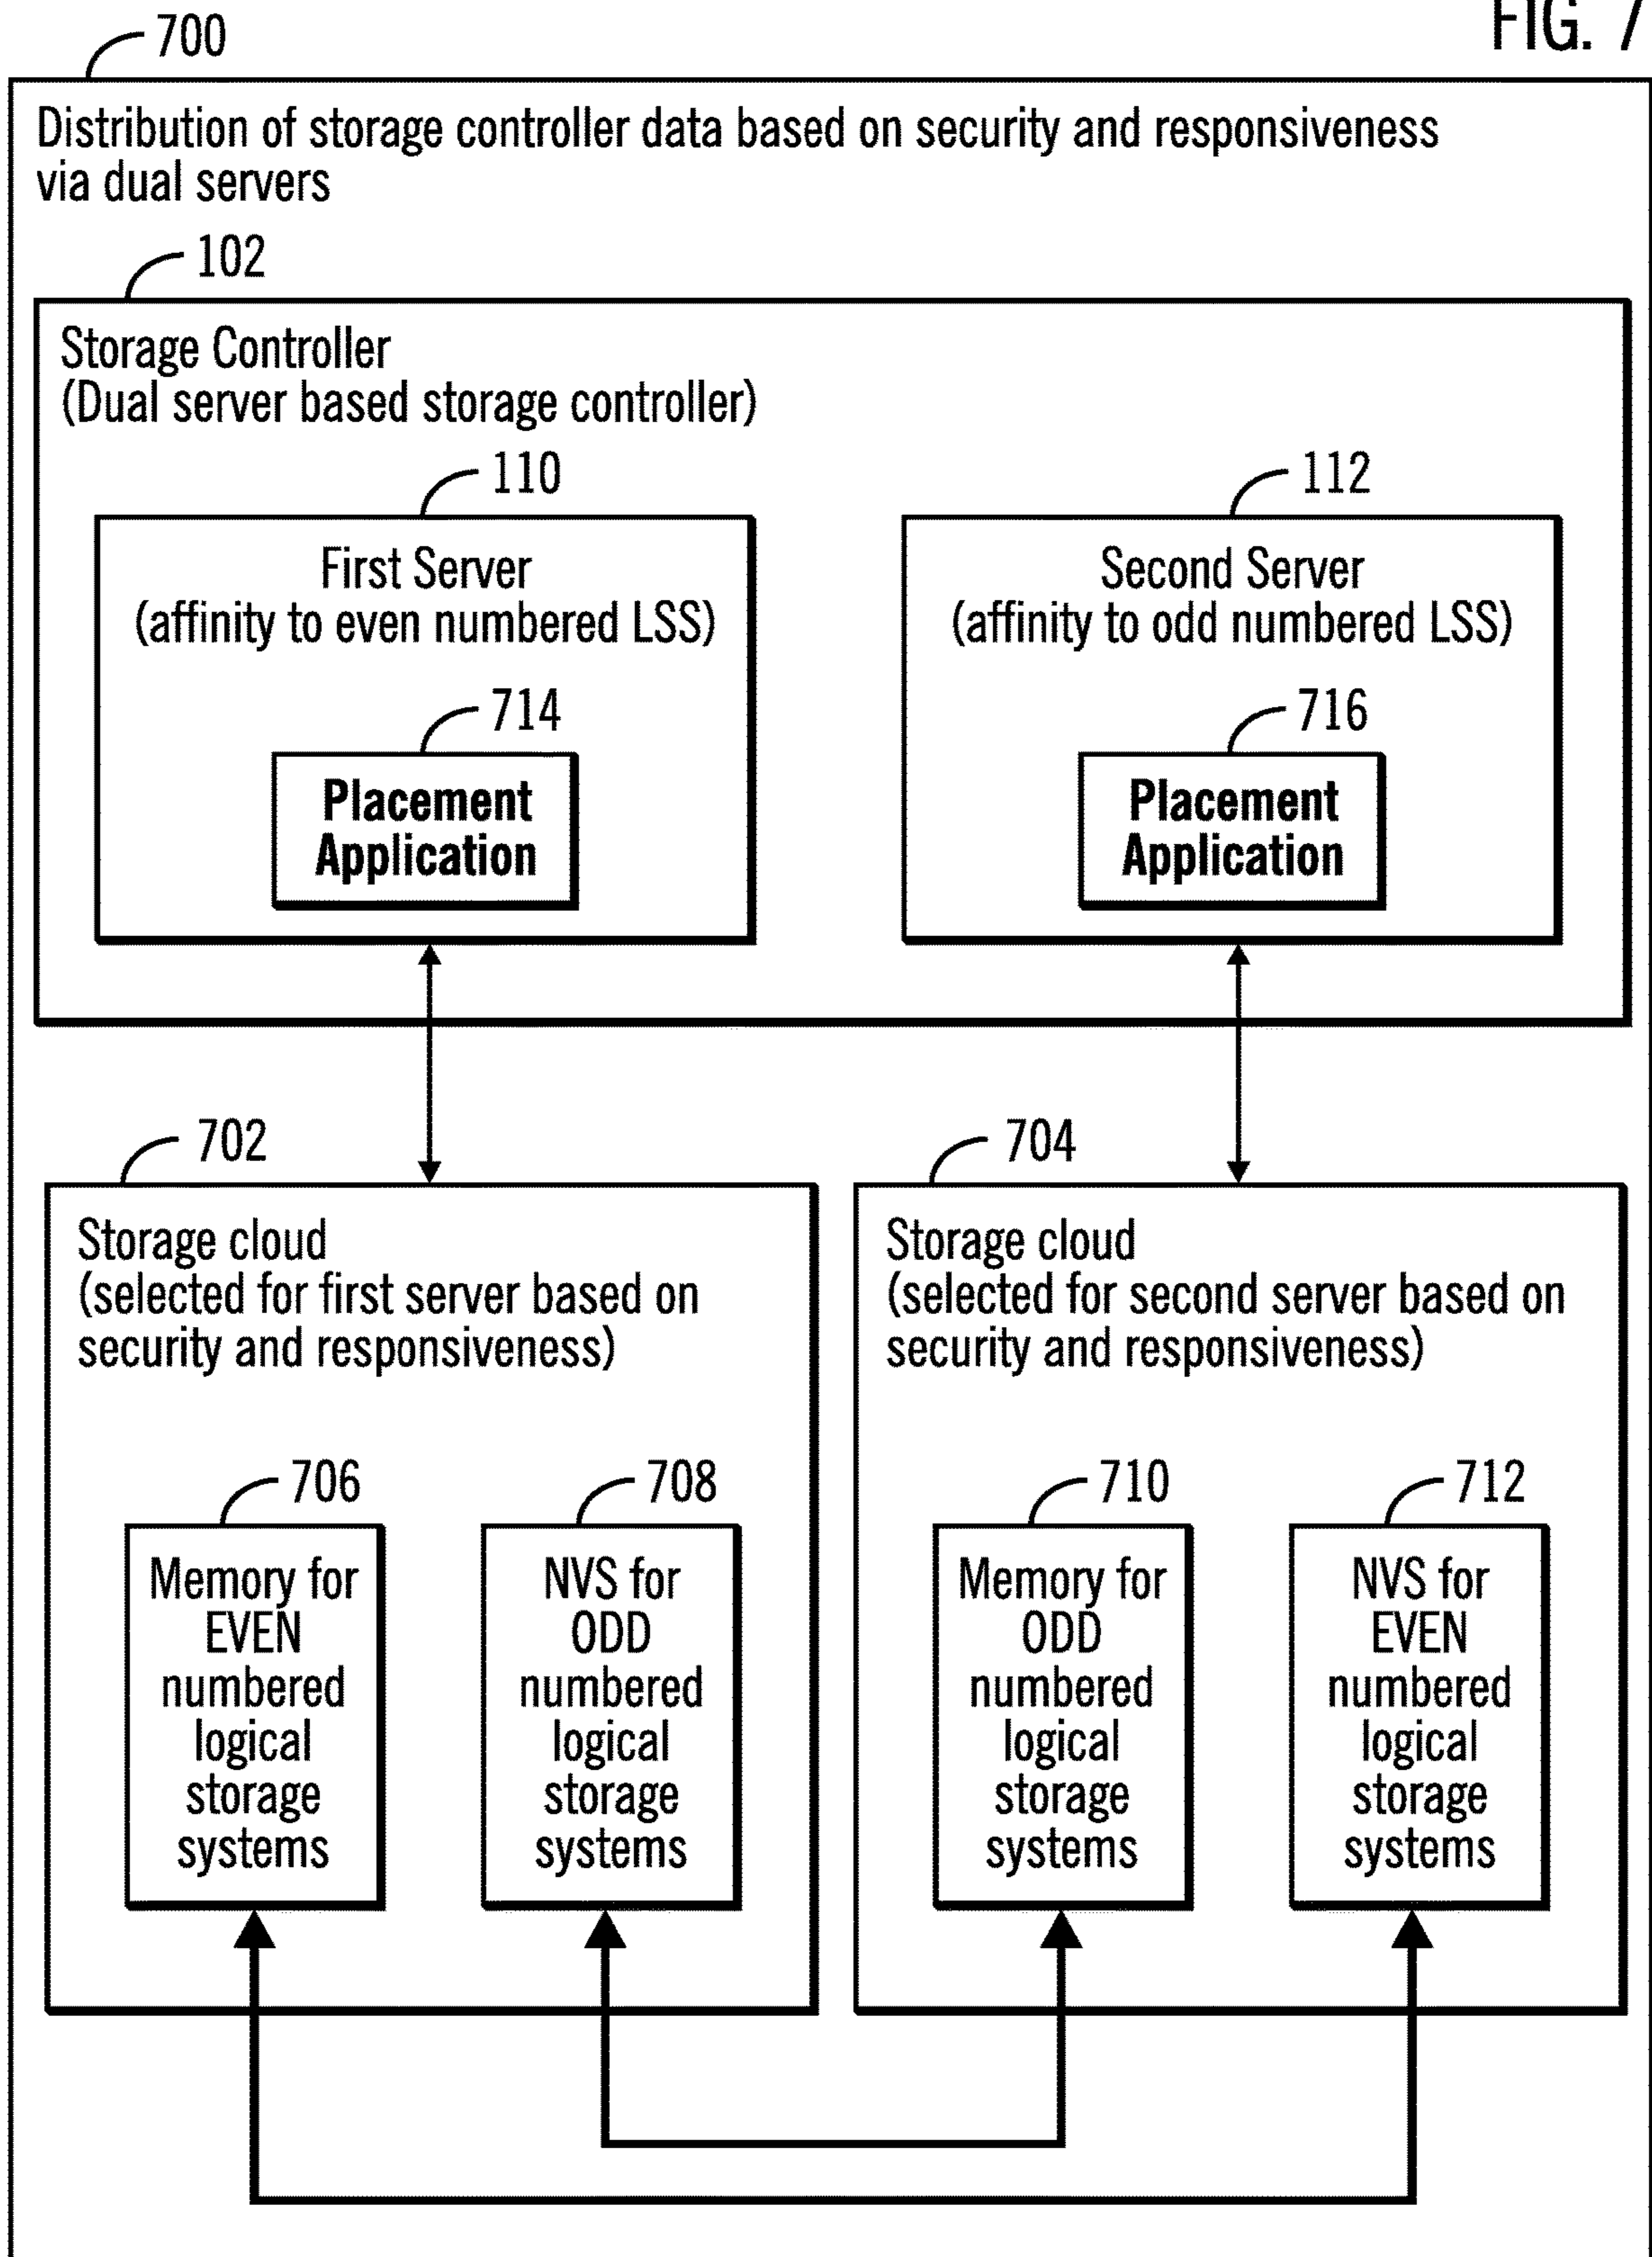 FIG. 7
700
Distribution of storage controller data based on security and responsiveness
via dual servers
102
Storage Controller
(Dual server based storage controller)
110
First Server
(affinity to even numbered LSS)
714
Placement
Application
112
Second Server
(affinity to odd numbered LSS)
716
Placement
Application
702
Storage cloud
(selected for first server based on
security and responsiveness)
706
Memory for
EVEN
numbered
logical
storage
systems
708
NVS for
ODD
numbered
logical
storage
systems
704
Storage cloud
(selected for second server based on
security and responsiveness)
710
Memory for
ODD
numbered
logical
storage
systems
712
NVS for
EVEN
numbered
logical
storage
systems